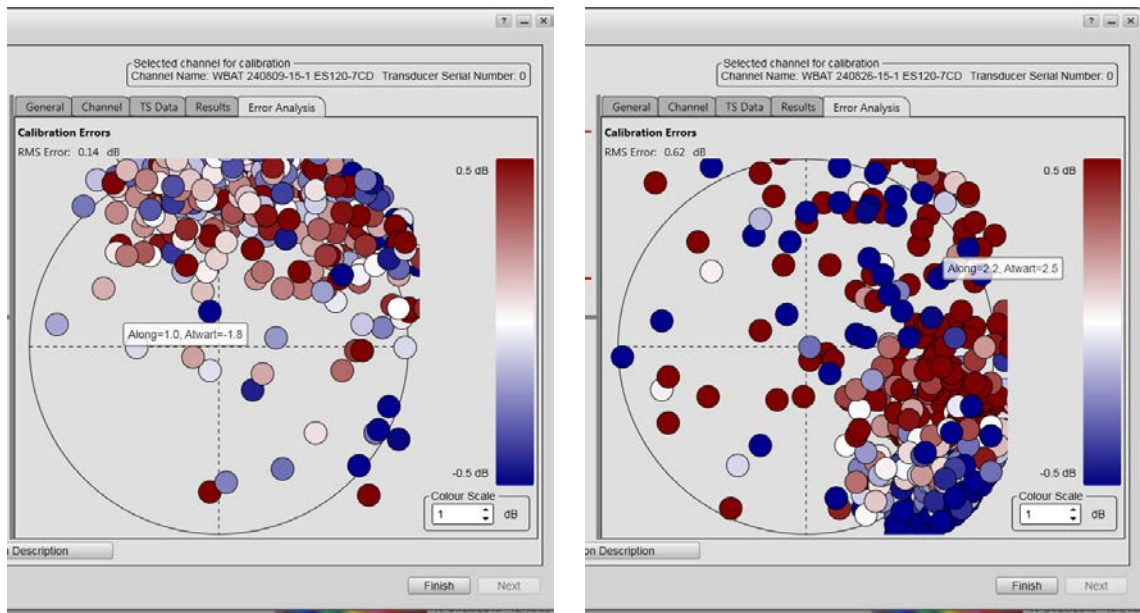 ? _ ×
Selected channel for calibration
Channel Name: WBAT 240809-15-1 ES120-7CD Transducer Serial Number: 0
General Channel TS Data Results Error Analysis
Calibration Errors
RMS Error: 0.14 dB
0.5 dB
Along=1.0, Atwart=-1.8
-0.5 dB
Colour Scale
1 dB
on Description
Finish Next
? _ ×
Selected channel for calibration
Channel Name: WBAT 240826-15-1 ES120-7CD Transducer Serial Number: 0
General Channel TS Data Results Error Analysis
Calibration Errors
RMS Error: 0.62 dB
0.5 dB
Along=2.2, Atwart=2.5
-0.5 dB
Colour Scale
1 dB
on Description
Finish Next